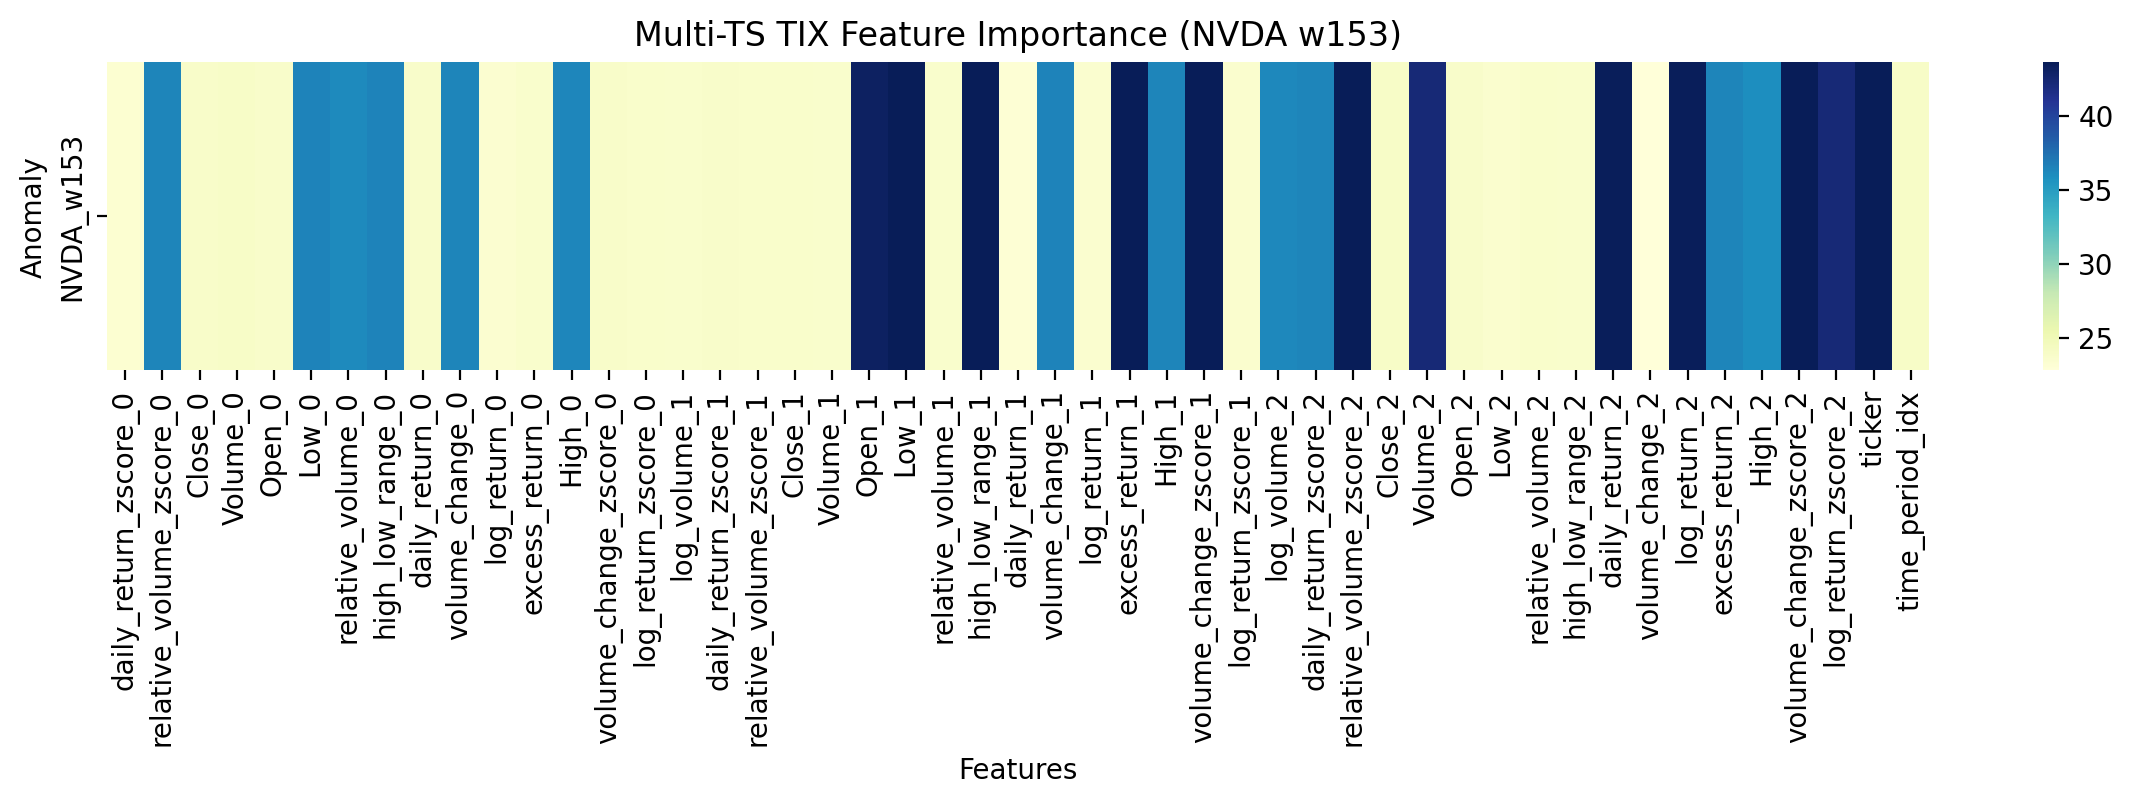 Multi-TS TIX Feature Importance (NVDA w153)
Anomaly
NVDA_w153
40
35
30
25
daily_return_zscore_0
relative_volume_zscore_0
Close_0
Volume_0
Open_0
Low_0
relative_volume_0
high_low_range_0
daily_return_0
volume_change_0
log_return_0
excess_return_0
High_0
volume_change_zscore_0
log_return_zscore_0
log_volume_1
daily_return_zscore_1
relative_volume_zscore_1
Close_1
Volume_1
Open_1
Low_1
relative_volume_1
high_low_range_1
daily_return_1
volume_change_1
log_return_1
excess_return_1
High_1
volume_change_zscore_1
log_return_zscore_1
log_volume_2
daily_return_zscore_2
relative_volume_zscore_2
Close_2
Volume_2
Open_2
Low_2
relative_volume_2
high_low_range_2
daily_return_2
volume_change_2
log_return_2
excess_return_2
High_2
volume_change_zscore_2
log_return_zscore_2
ticker
time_period_idx
Features